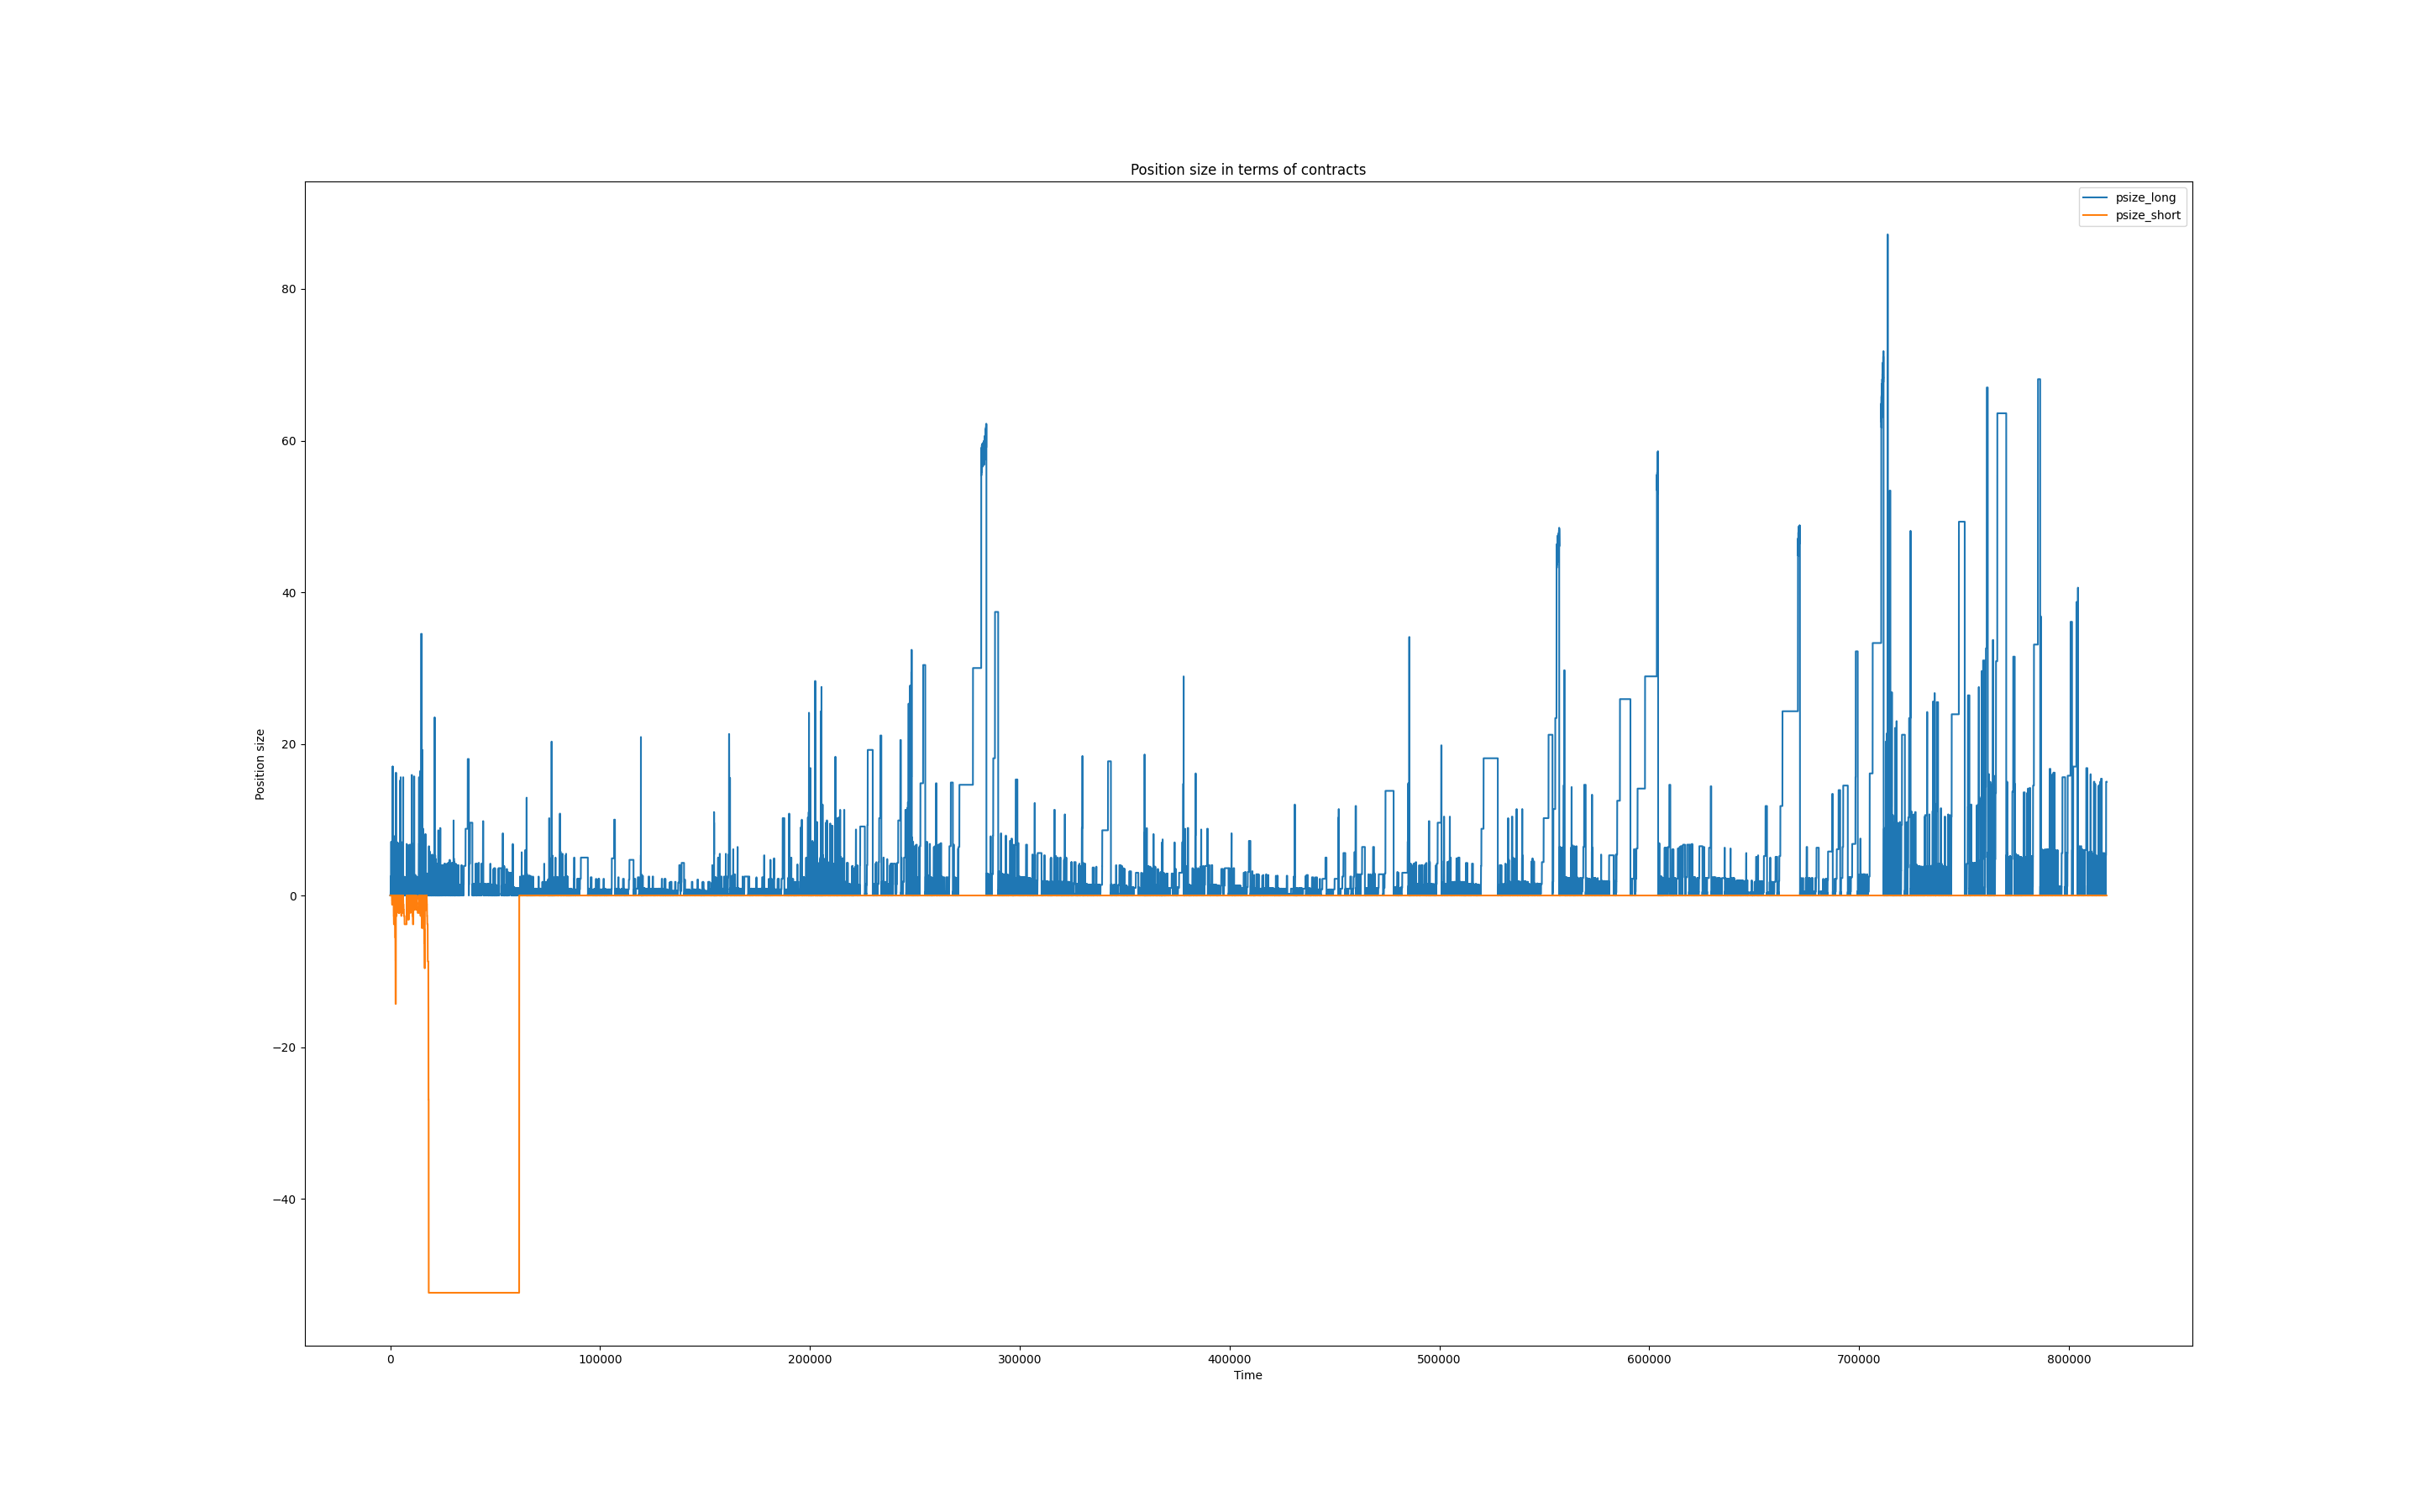 Position size in terms of contracts
psize_long
psize_short
Position size
80
60
40
20
0
−20
−40
0 100000 200000 300000 400000 500000 600000 700000 800000
Time